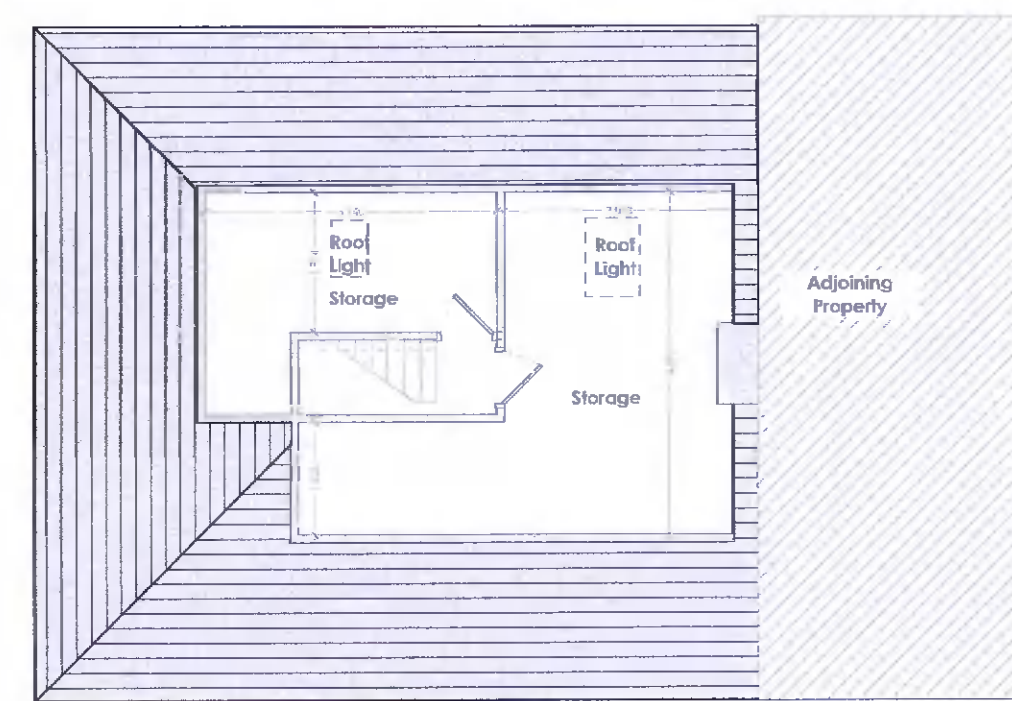 Roof
Light
Storage
Roof
Light
Storage
Adjoining
Property